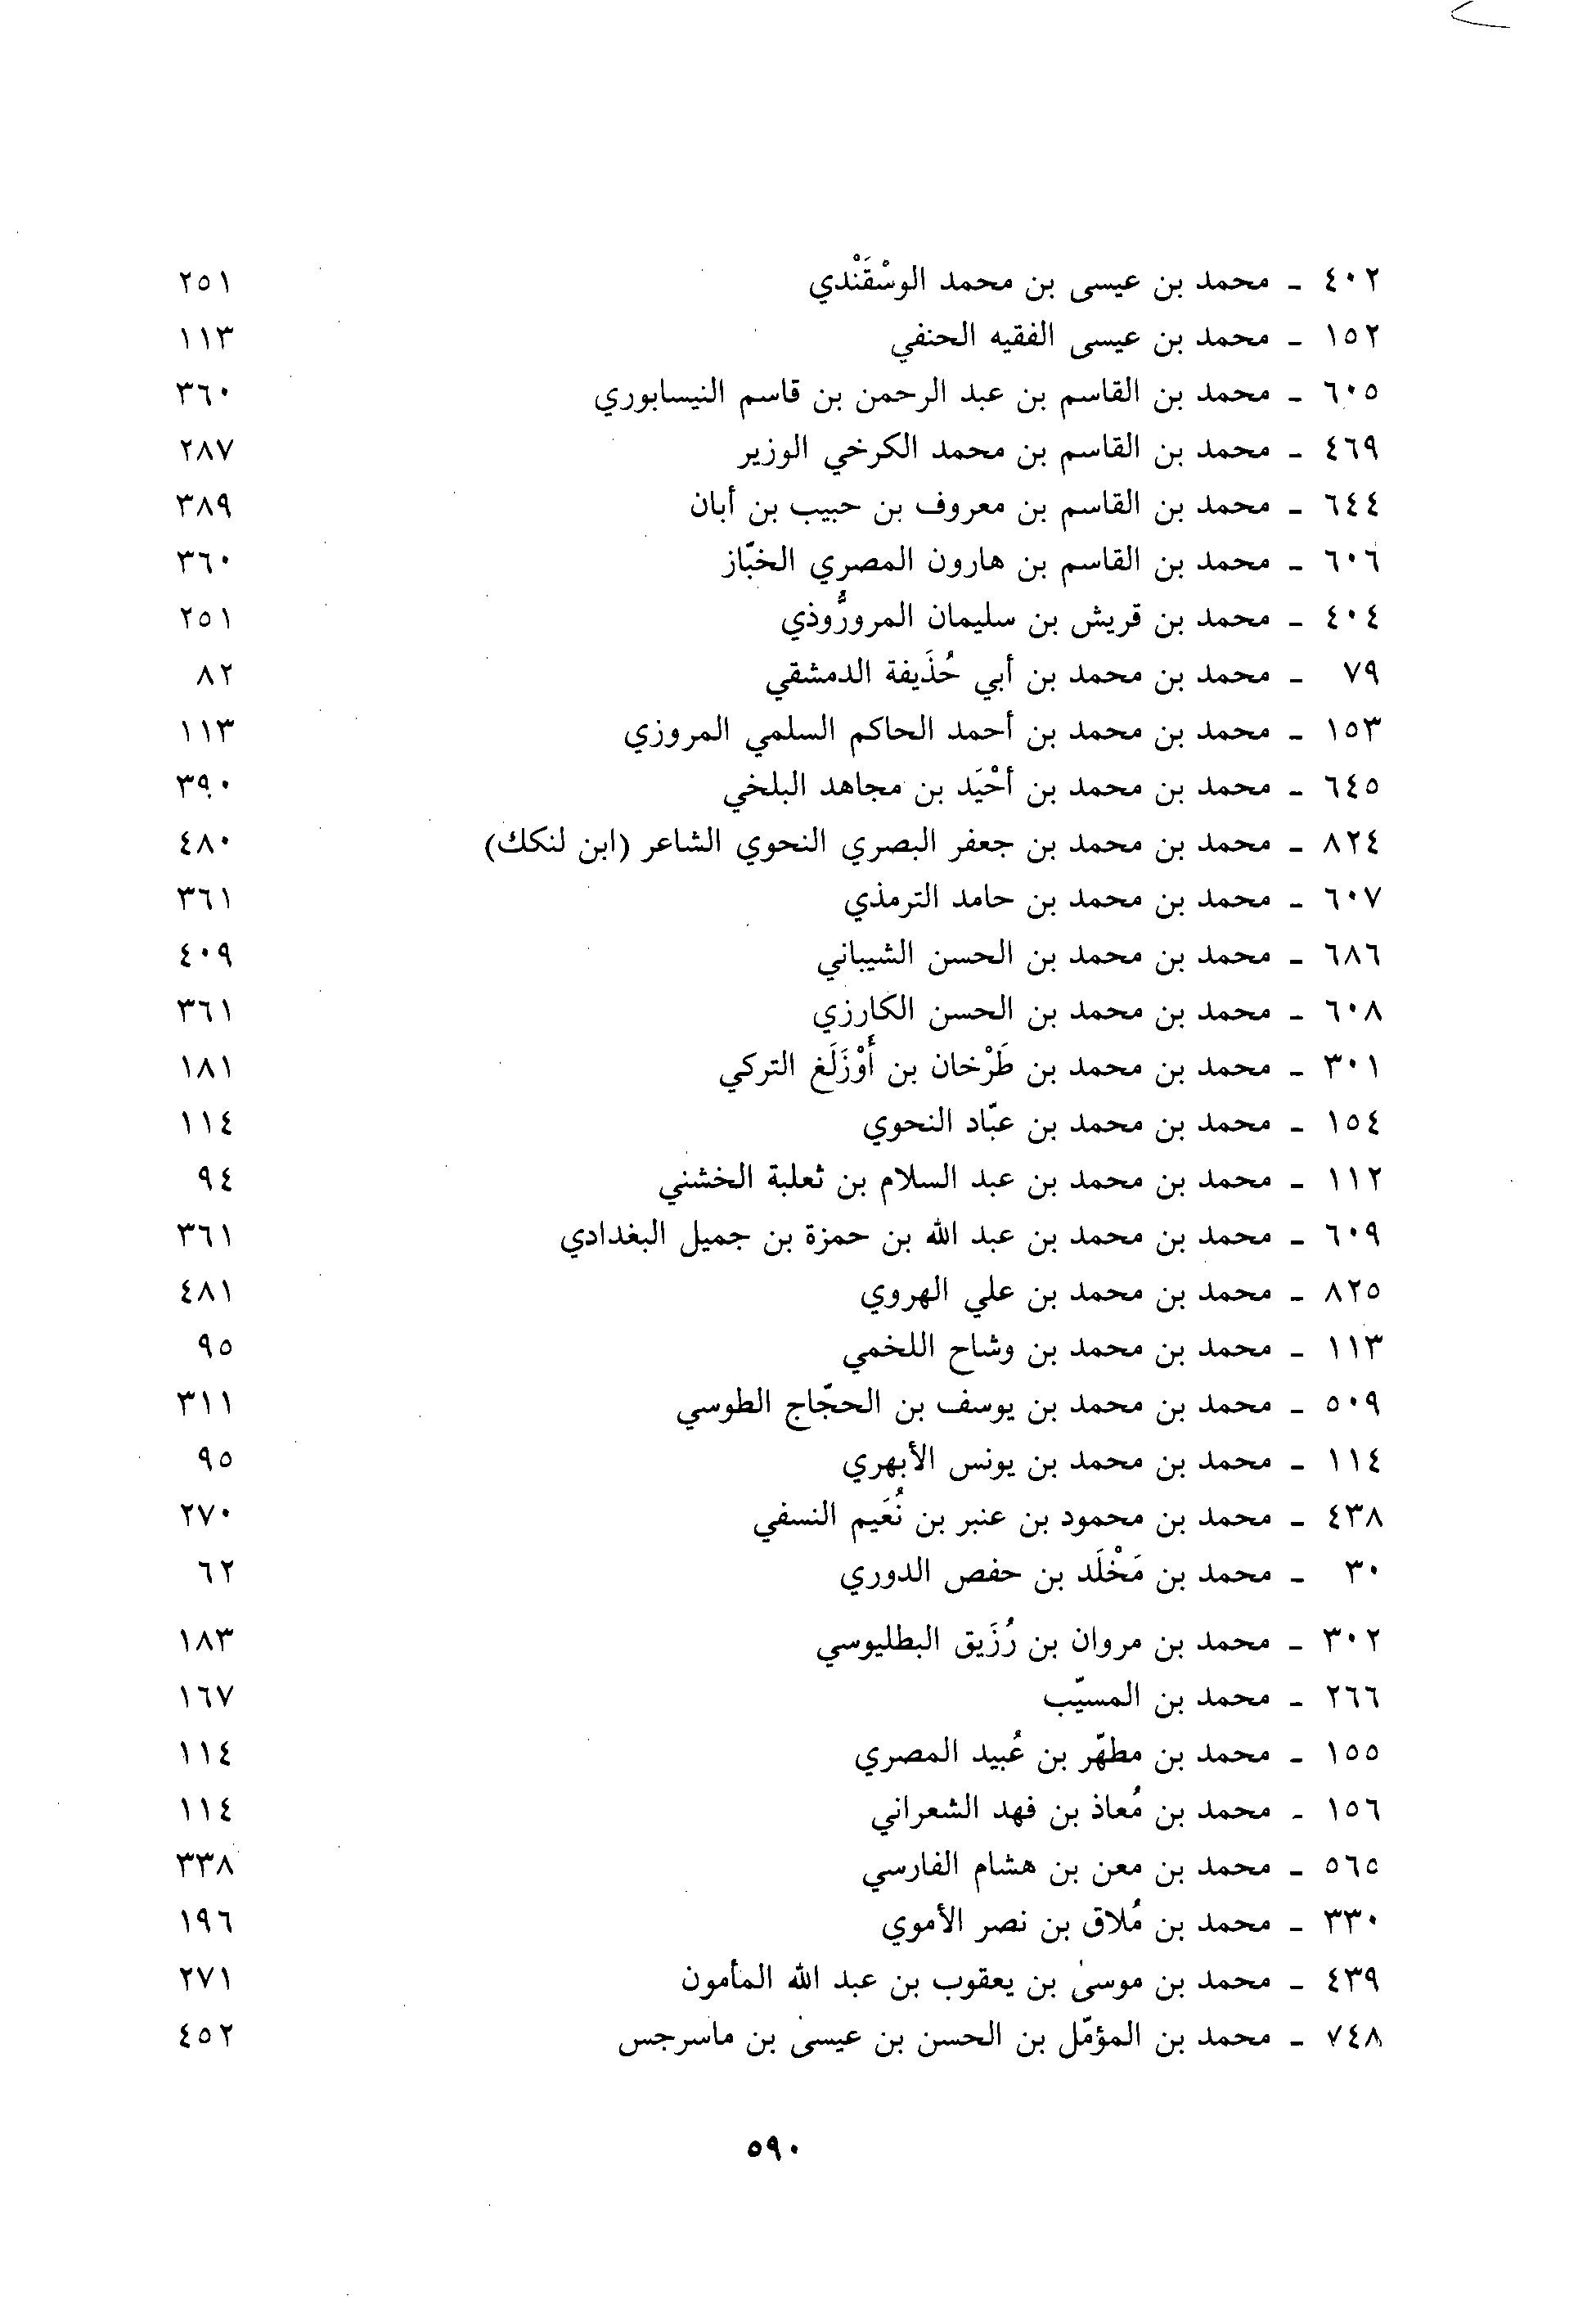 ٤٠٢ - محمد بن عيسى بن محمد الوسْقَنْدي ٢٥١
١٥٢ - محمد بن عيسى الفقيه الحنفي ١١٣
٦٠٥ - محمد بن القاسم بن عبد الرحمن بن قاسم النيسابوري ٣٦٠
٤٦٩ - محمد بن القاسم بن محمد الكرخي الوزير ٢٨٧
٦٤٤ - محمد بن القاسم بن معروف بن حبيب بن أبان ٣٨٩
٦٠٦ - محمد بن القاسم بن هارون المصري الخبّاز ٣٦٠
٤٠٤ - محمد بن قريش بن سليمان المرورُّوذي ٢٥١
٧٩ - محمد بن محمد بن أبي حُذَيفة الدمشقي ٨٢
١٥٣ - محمد بن محمد بن أحمد الحاكم السلمي المروزي ١١٣
٦٤٥ - محمد بن محمد بن أحْيَد بن مجاهد البلخي ٣٩٠
٨٢٤ - محمد بن محمد بن جعفر البصري النحوي الشاعر (ابن لنكك) ٤٨٠
٦٠٧ - محمد بن محمد بن حامد الترمذي ٣٦١
٦٨٦ - محمد بن محمد بن الحسن الشيباني ٤٠٩
٦٠٨ - محمد بن محمد بن الحسن الكارزي ٣٦١
٣٠١ - محمد بن محمد بن طَرْخان بن أَوْزَلَغ التركي ١٨١
١٥٤ - محمد بن محمد بن عبّاد النحوي ١١٤
١١٢ - محمد بن محمد بن عبد السلام بن ثعلبة الخشني ٩٤
٦٠٩ - محمد بن محمد بن عبد الله بن حمزة بن جميل البغدادي ٣٦١
٨٢٥ - محمد بن محمد بن علي الهروي ٤٨١
١١٣ - محمد بن محمد بن وشاح اللخمي ٩٥
٥٠٩ - محمد بن محمد بن يوسف بن الحجّاج الطوسي ٣١١
١١٤ - محمد بن محمد بن يونس الأبهري ٩٥
٤٣٨ - محمد بن محمود بن عنبر بن نُعَيم النسفي ٢٧٠
٣٠ - محمد بن مَخْلَد بن حفص الدوري ٦٢
٣٠٢ - محمد بن مروان بن رُزَيق البطليوسي ١٨٣
٢٦٦ - محمد بن المسيّب ١٦٧
١٥٥ - محمد بن مطهّر بن عُبيد المصري ١١٤
١٥٦ - محمد بن مُعاذ بن فهد الشعراني ١١٤
٥٦٥ - محمد بن معن بن هشام الفارسي ٣٣٨
٣٣٠ - محمد بن مُلاق بن نصر الأموي ١٩٦
٤٣٩ - محمد بن موسىٰ بن يعقوب بن عبد الله المأمون ٢٧١
٧٤٨ - محمد بن المؤمّل بن الحسن بن عيسىٰ بن ماسرجس ٤٥٢
٥٩٠